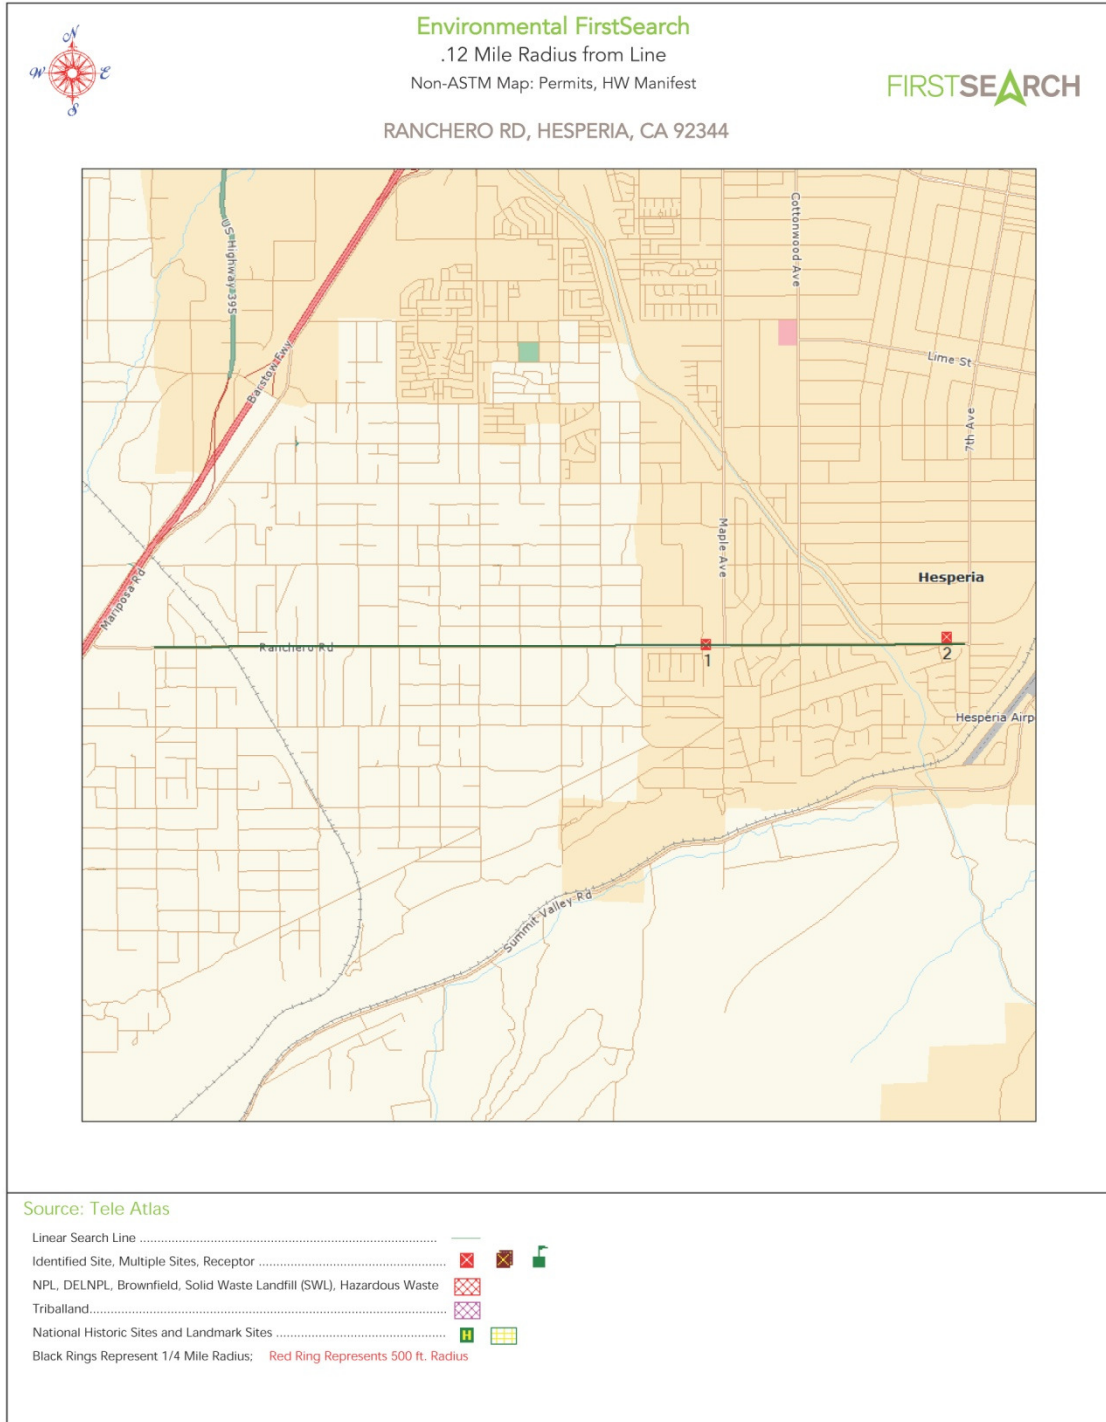 Environmental FirstSearch
.12 Mile Radius from Line
Non-ASTM Map: Permits, HW Manifest
FIRSTSEARCH
RANCHERO RD, HESPERIA, CA 92344
N
W E
S
US Highway 395
Cottonwood Ave
Barstow Fwy
Lime St
7th Ave
Maple Ave
Mariposa Rd
Hesperia
Ranchero Rd
1
2
Hesperia Airp
Summit Valley Rd
Source: Tele Atlas
Linear Search Line ..........................................................................
Identified Site, Multiple Sites, Receptor ..............................................
NPL, DELNPL, Brownfield, Solid Waste Landfill (SWL), Hazardous Waste
Triballand.........................................................................................
National Historic Sites and Landmark Sites ..........................................
H
Black Rings Represent 1/4 Mile Radius; Red Ring Represents 500 ft. Radius